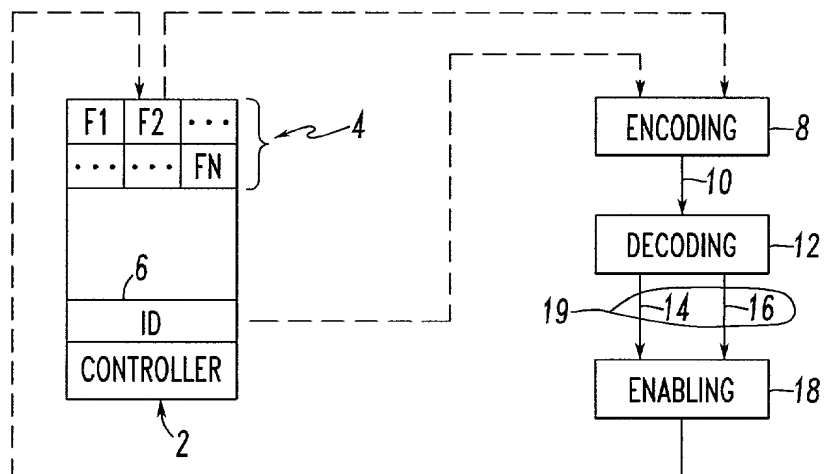 F1 F2 ...
... ... FN
4
6
ID
CONTROLLER
2
ENCODING
8
10
DECODING
12
19
14
16
ENABLING
18